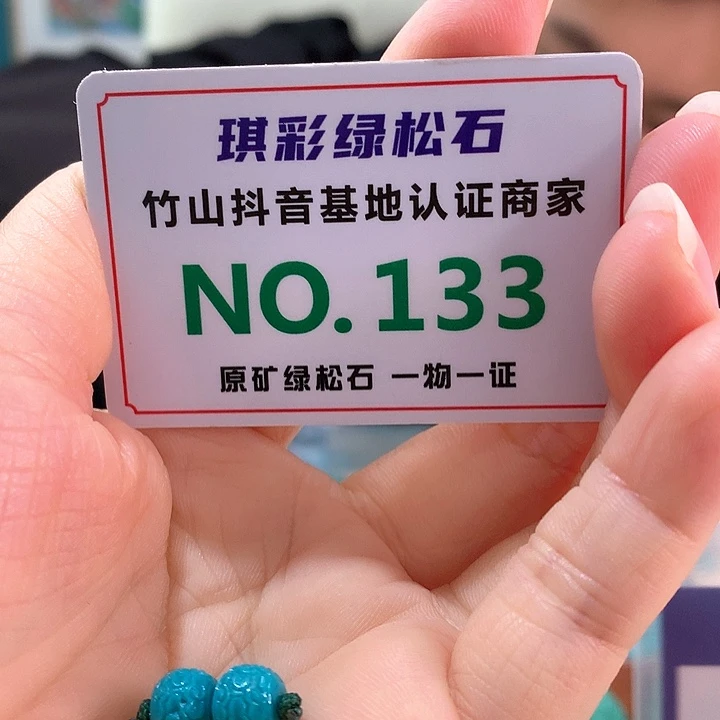 琪彩绿松石
竹山抖音基地认证商家
NO.133
原矿绿松石 一物一证